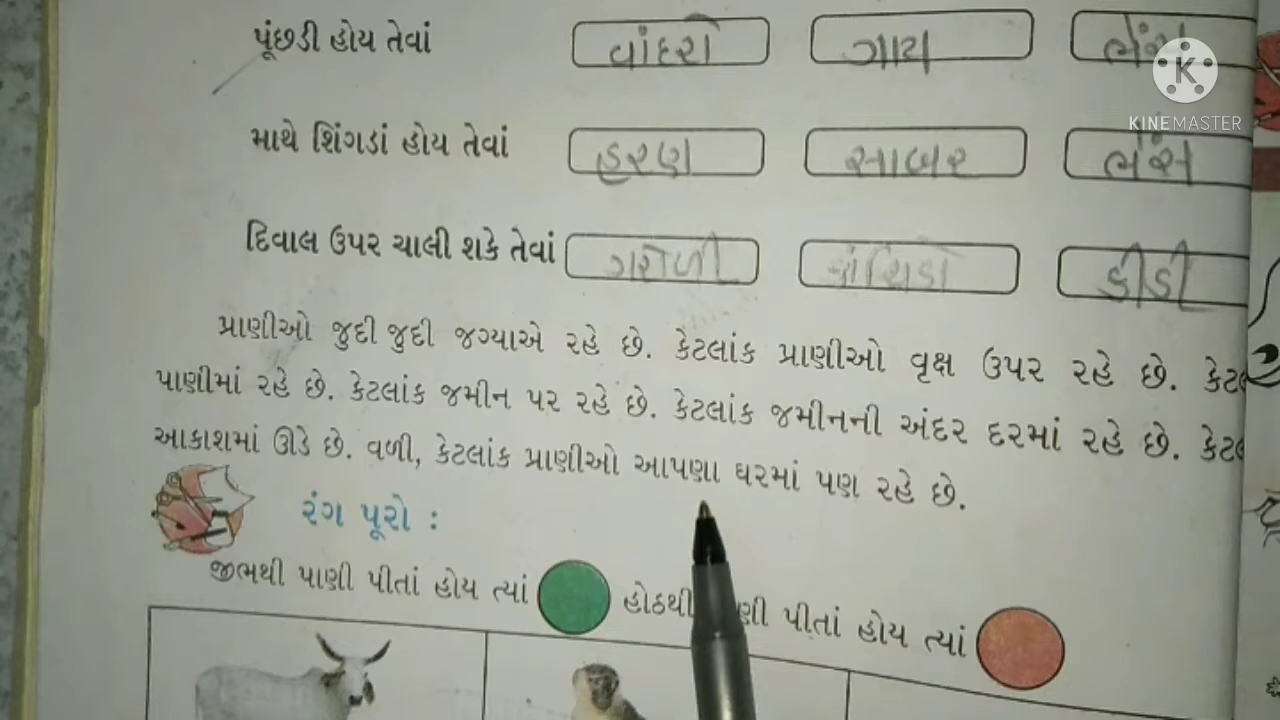 પૂંછડી હોય તેવાં વાંદરો ગાય ભેંસ
K
KINEMASTER
માથે શિંગડાં હોય તેવાં હરણ સાબર ભેંસ
દિવાલ ઉપર ચાલી શકે તેવાં ગરોળી કાંચિડો કીડી
પ્રાણીઓ જુદી જુદી જગ્યાએ રહે છે. કેટલાંક પ્રાણીઓ વૃક્ષ ઉપર રહે છે.
પાણીમાં રહે છે. કેટલાંક જમીન પર રહે છે. કેટલાંક જમીનની અંદર દરમાં રહે છે.
આકાશમાં ઊડે છે. વળી, કેટલાંક પ્રાણીઓ આપણા ઘરમાં પણ રહે છે.
રંગ પૂરો :
જીભથી પાણી પીતાં હોય ત્યાં હોઠથી પીતાં હોય ત્યાં